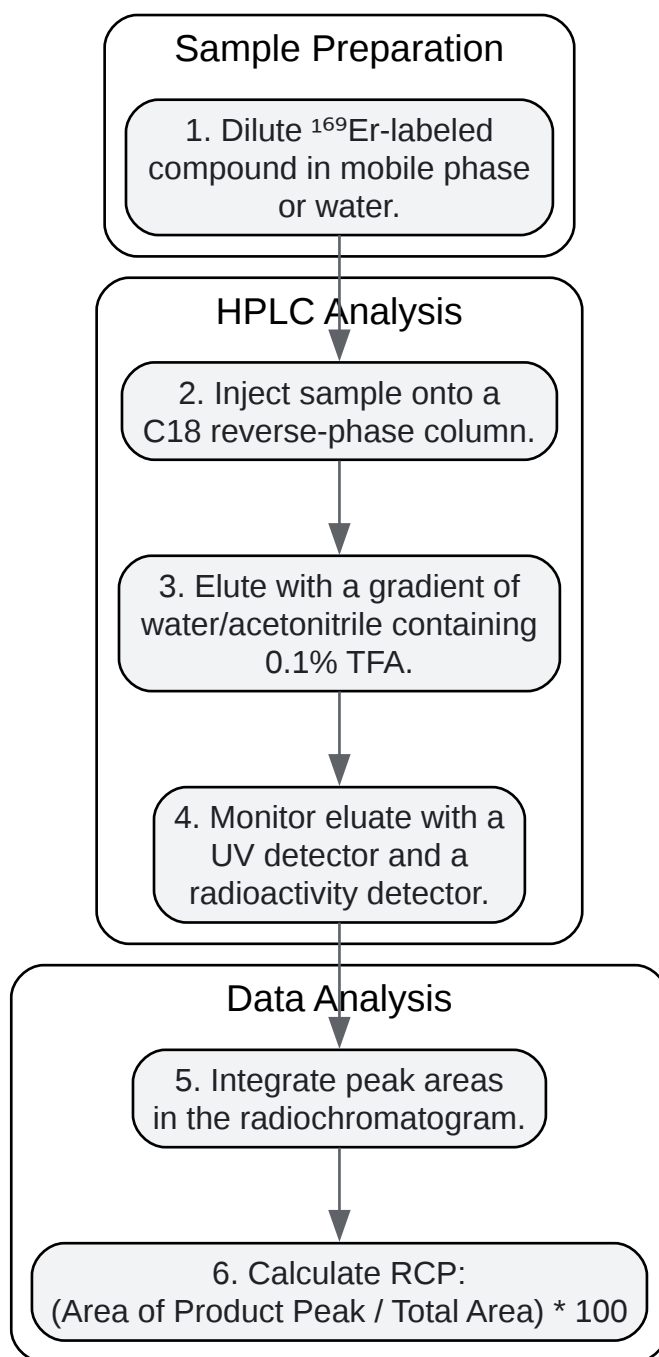 Sample Preparation
1. Dilute ¹⁶⁹Er-labeled
compound in mobile phase
or water.
HPLC Analysis
2. Inject sample onto a
C18 reverse-phase column.
3. Elute with a gradient of
water/acetonitrile containing
0.1% TFA.
4. Monitor eluate with a
UV detector and a
radioactivity detector.
Data Analysis
5. Integrate peak areas
in the radiochromatogram.
6. Calculate RCP:
(Area of Product Peak / Total Area) * 100